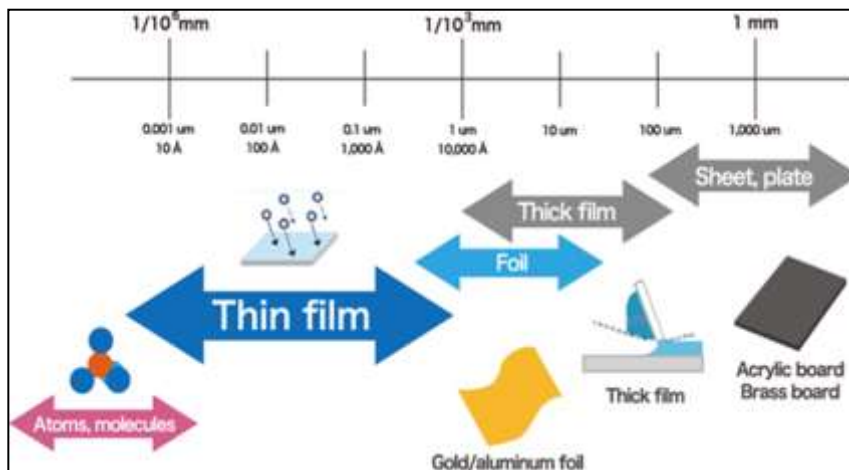 1/10⁶mm
1/10³mm
1 mm
0.001 um
10 Å
0.01 um
100 Å
0.1 um
1,000 Å
1 um
10,000 Å
10 um
100 um
1,000 um
Sheet, plate
Thick film
Foil
Thin film
Atoms, molecules
Gold/aluminum foil
Thick film
Acrylic board
Brass board